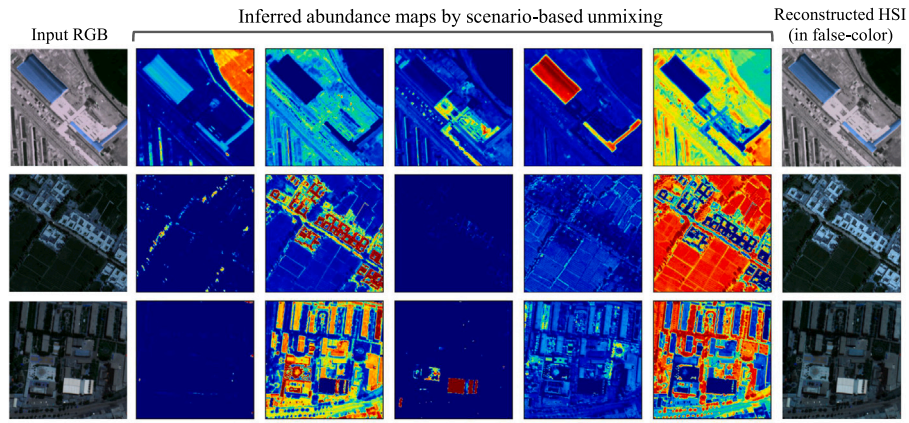 Inferred abundance maps by scenario-based unmixing
Input RGB
Reconstructed HSI
(in false-color)